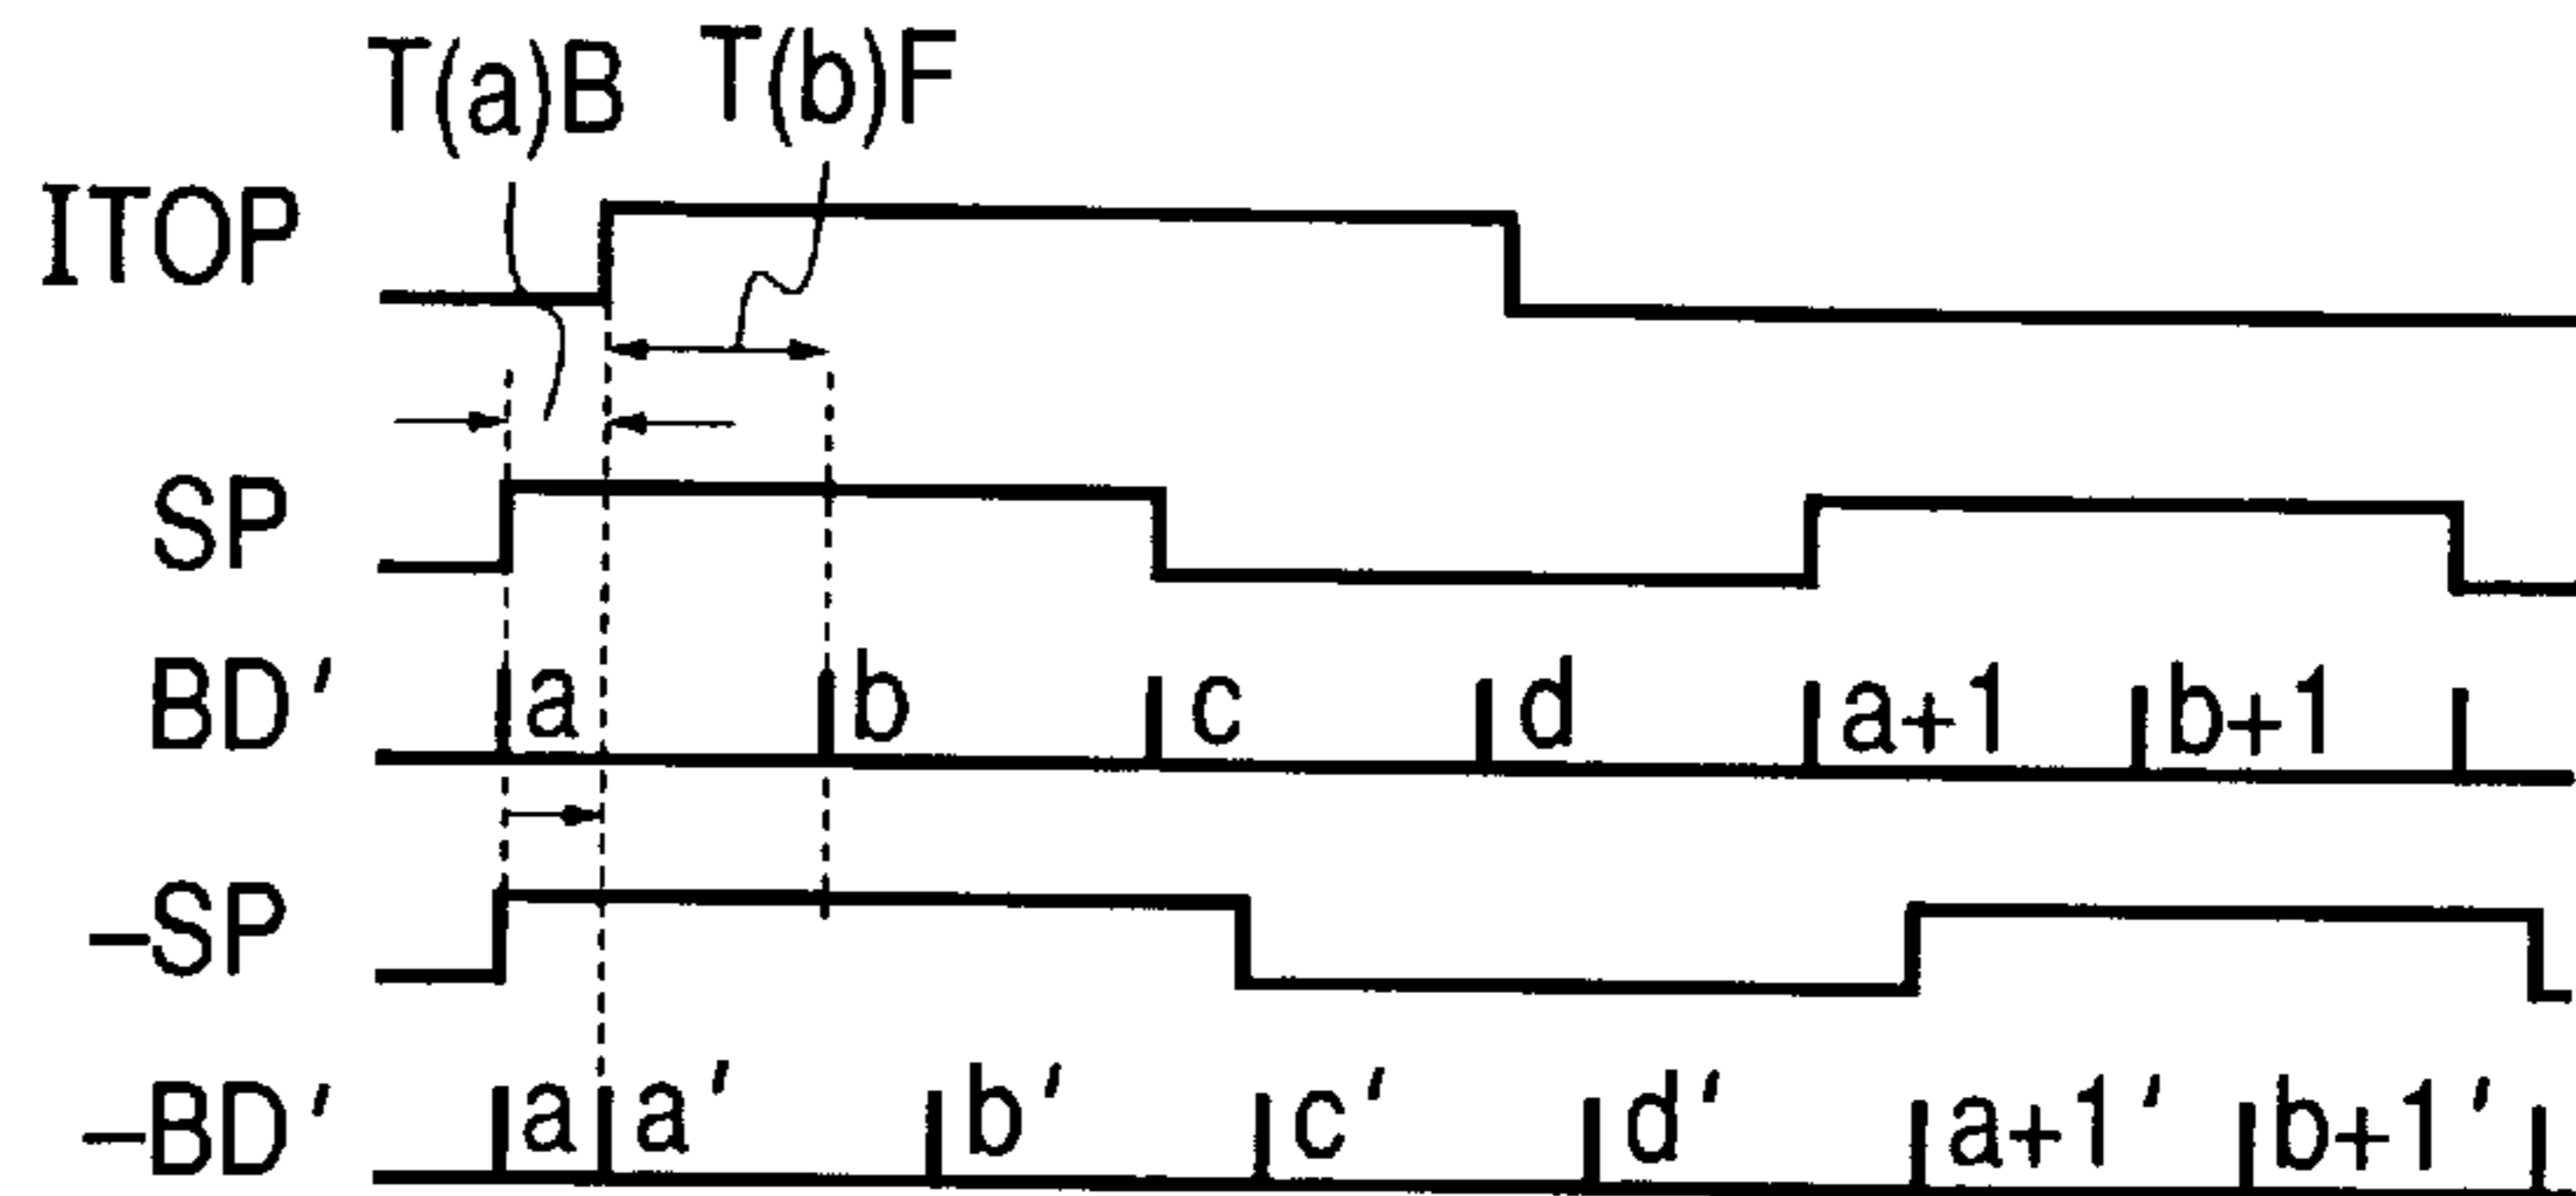 T(a)B T(b)F
ITOP
SP
BD′ a b c d a+1 b+1
−SP
−BD′ a a′ b′ c′ d′ a+1′ b+1′